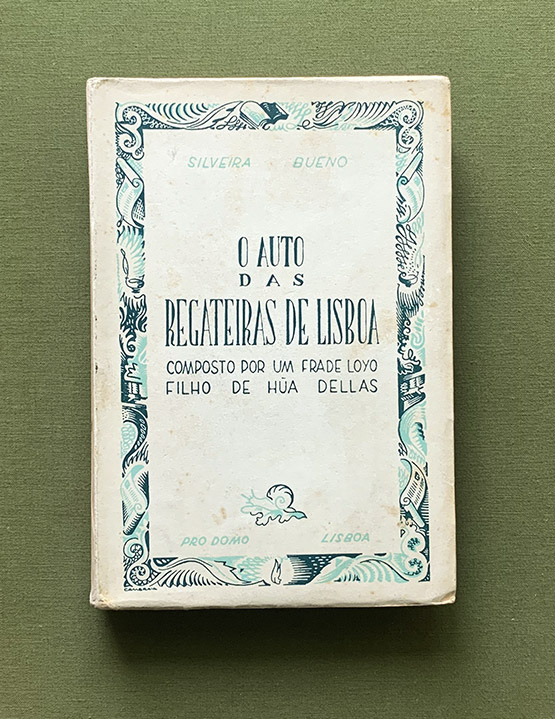 SILVEIRA BUENO
O AUTO
DAS
REGATEIRAS DE LISBOA
COMPOSTO POR UM FRADE LOYO
FILHO DE HŨA DELLAS
PRO DOMO LISBOA